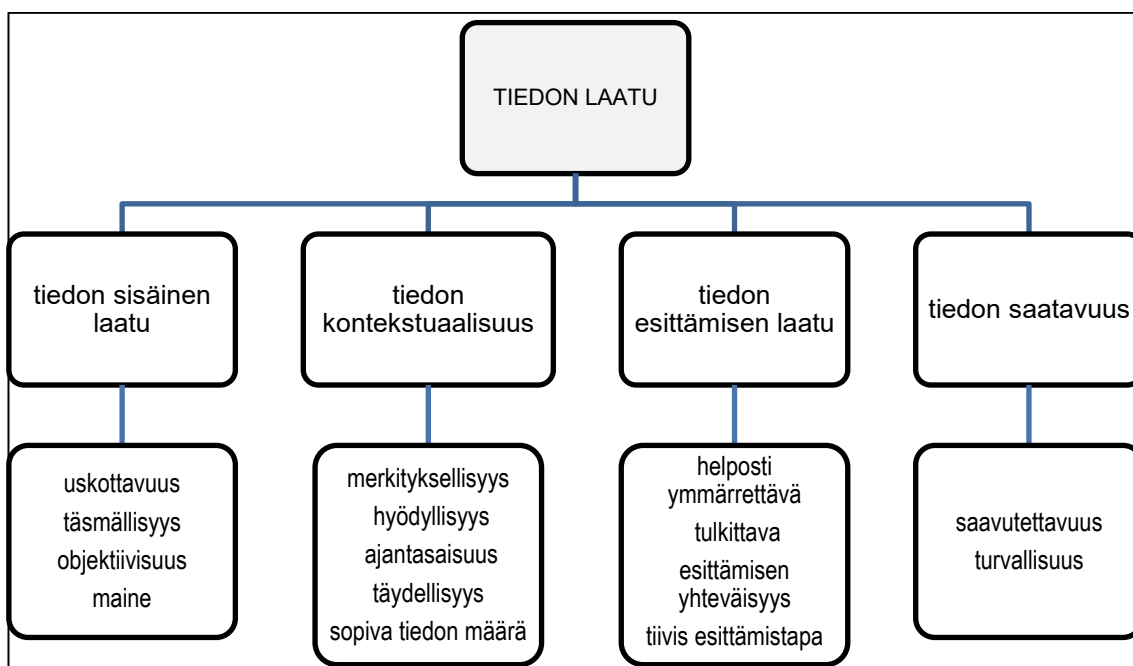 TIEDON LAATU
tiedon sisäinen
laatu
tiedon
kontekstuaalisuus
tiedon
esittämisen laatu
tiedon saatavuus
uskottavuus
täsmällisyys
objektiivisuus
maine
merkityksellisyys
hyödyllisyys
ajantasaisuus
täydellisyys
sopiva tiedon määrä
helposti
ymmärrettävä
tulkittava
esittämisen
yhteväisyys
tiivis esittämistapa
saavutettavuus
turvallisuus